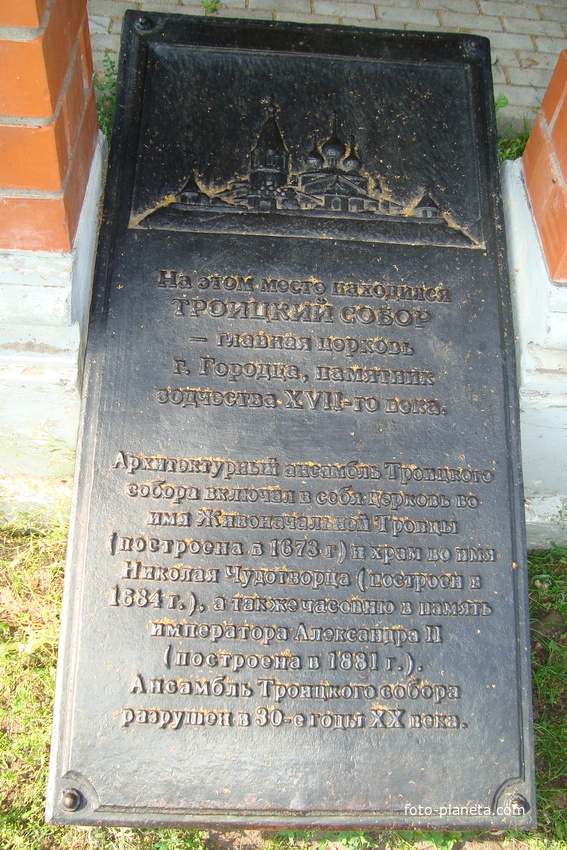 На этом место находился
ТРОИЦКИЙ СОБОР
– главная церковь
г. Городца, памятник
зодчества XVII-го века.
Архитектурный ансамбль Троицкого
собора включал в себя церковь во
имя Живоначальной Троицы
(построена в 1673 г) и храм во имя
Николая Чудотворца (построен в
1884 г.), а также часовню в память
императора Александра II
(построена в 1881 г.).
Ансамбль Троицкого собора
разрушен в 30-е годы XX века.
foto-planeta.com